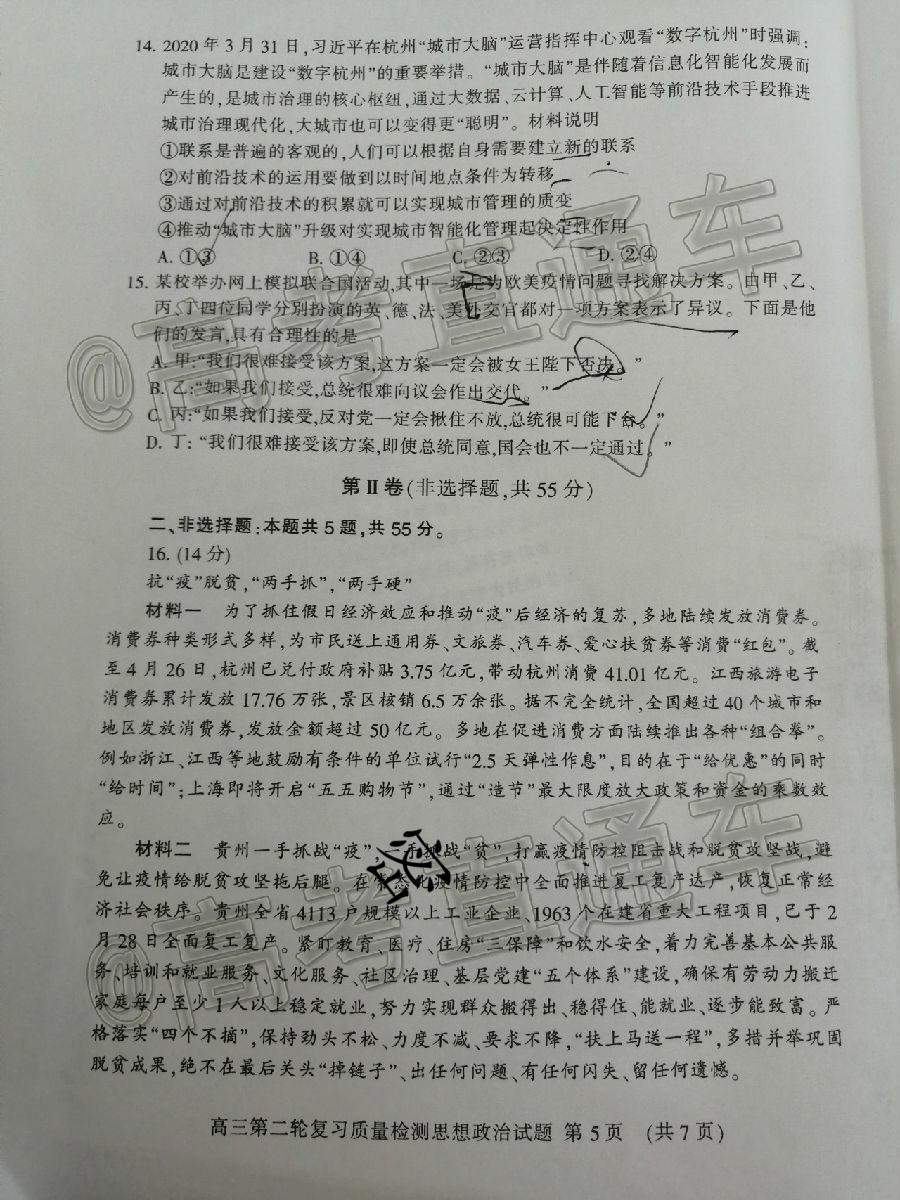 14. 2020 年 3 月 31 日,习近平在杭州“城市大脑”运营指挥中心观看“数字杭州”时强调:
城市大脑是建设“数字杭州”的重要举措。“城市大脑”是伴随着信息化智能化发展而
产生的,是城市治理的核心枢纽,通过大数据、云计算、人工智能等前沿技术手段推进
城市治理现代化,大城市也可以变得更“聪明”。材料说明
①联系是普遍的客观的,人们可以根据自身需要建立新的联系
②对前沿技术的运用要做到以时间地点条件为转移
③通过对前沿技术的积累就可以实现城市管理的质变
④推动“城市大脑”升级对实现城市智能化管理起决定性作用
A. ①③ B. ①④ C. ②③ D. ②④
15. 某校举办网上模拟联合国活动,其中一场是为欧美疫情问题寻找解决方案。由甲、乙、
丙、丁四位同学分别扮演的英、德、法、美外交官都对一项方案表示了异议。下面是他
们的发言,具有合理性的是
A. 甲:“我们很难接受该方案,这方案一定会被女王陛下否决。”
B. 乙:“如果我们接受,总统很难向议会作出交代。”
C. 丙:“如果我们接受,反对党一定会揪住不放,总统很可能下台。”
D. 丁:“我们很难接受该方案,即使总统同意,国会也不一定通过。”
第Ⅱ卷(非选择题,共 55 分)
二、非选择题:本题共 5 题,共 55 分。
16. (14 分)
抗“疫”脱贫,“两手抓”,“两手硬”
材料一 为了抓住假日经济效应和推动“疫”后经济的复苏,多地陆续发放消费券。
消费券种类形式多样,为市民送上通用券、文旅券、汽车券、爱心扶贫券等消费“红包”。截
至 4 月 26 日,杭州已兑付政府补贴 3.75 亿元,带动杭州消费 41.01 亿元。江西旅游电子
消费券累计发放 17.76 万张,景区核销 6.5 万余张。据不完全统计,全国超过 40 个城市和
地区发放消费券,发放金额超过 50 亿元。多地在促进消费方面陆续推出各种“组合拳”。
例如浙江、江西等地鼓励有条件的单位试行“2.5 天弹性作息”,目的在于“给优惠”的同时
“给时间”;上海即将开启“五五购物节”,通过“造节”最大限度放大政策和资金的乘数效
应。
材料二 贵州一手抓战“疫”,一手抓战“贫”,打赢疫情防控阻击战和脱贫攻坚战,避
免让疫情给脱贫攻坚拖后腿。在常态化疫情防控中全面推进复工复产达产,恢复正常经
济社会秩序。贵州全省 4113 户规模以上工业企业、1963 个在建省重大工程项目,已于 2
月 28 日全面复工复产。紧盯教育、医疗、住房“三保障”和饮水安全,着力完善基本公共服
务、培训和就业服务、文化服务、社区治理、基层党建“五个体系”建设,确保有劳动力搬迁
家庭每户至少 1 人以上稳定就业,努力实现群众搬得出、稳得住、能就业、逐步能致富。严
格落实“四个不摘”,保持劲头不松、力度不减、要求不降,“扶上马送一程”,多措并举巩固
脱贫成果,绝不在最后关头“掉链子”、出任何问题、有任何闪失、留任何遗憾。
高三第二轮复习质量检测思想政治试题 第 5 页 (共 7 页)
@高考直通车
@高考直通车
密